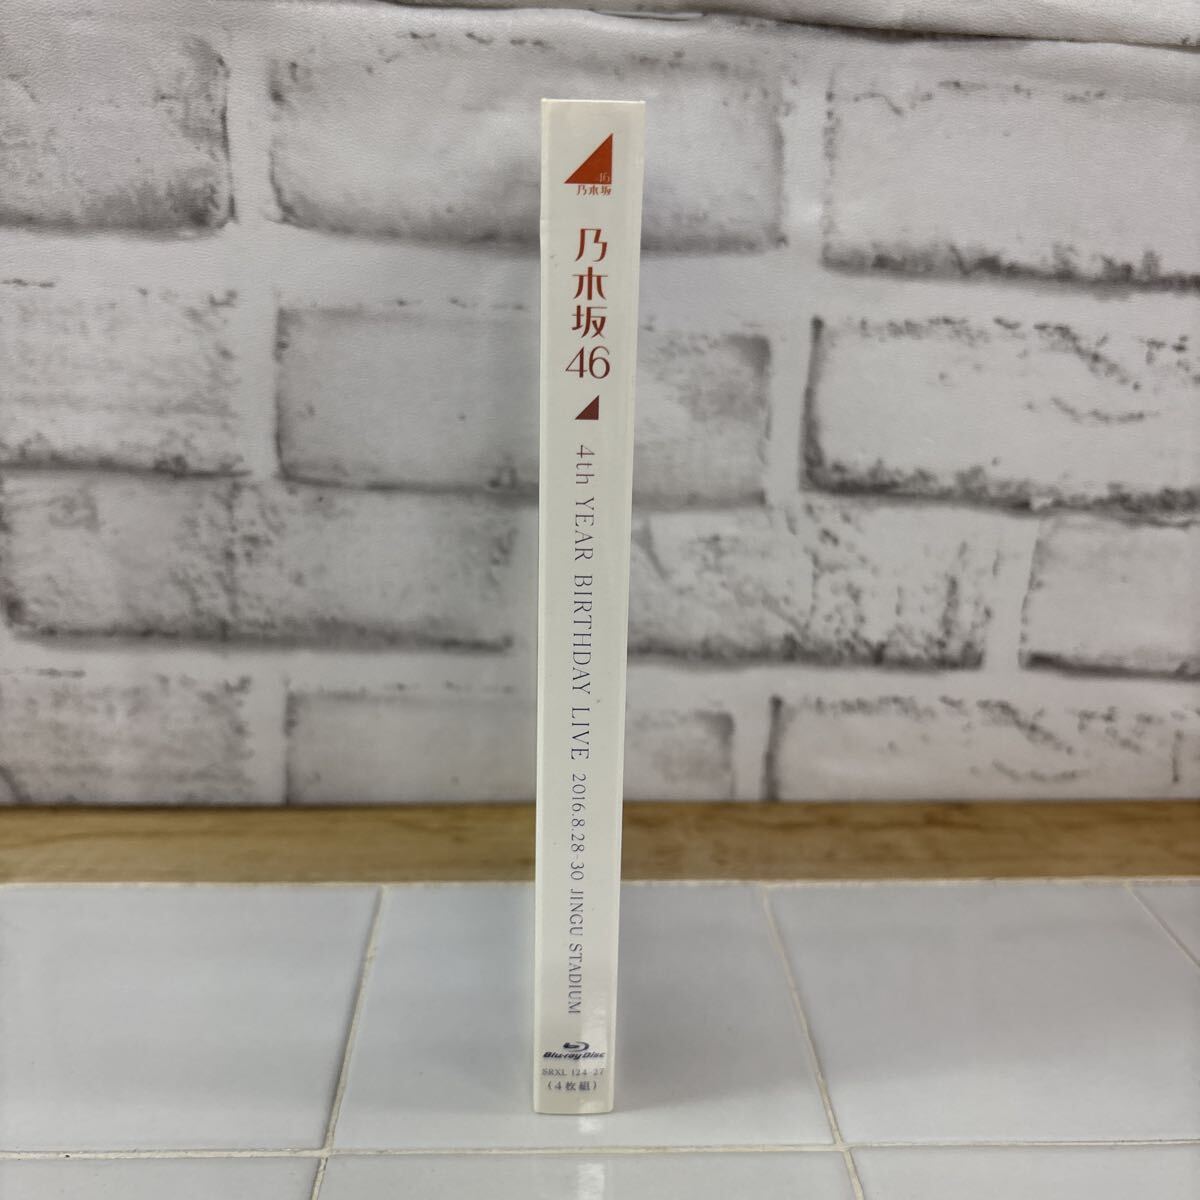 46
乃木坂
乃木坂46
4th YEAR BIRTHDAY LIVE 2016.8.28-30 JINGU STADIUM
Blu-ray Disc
SRXL 124-27
(4枚組)